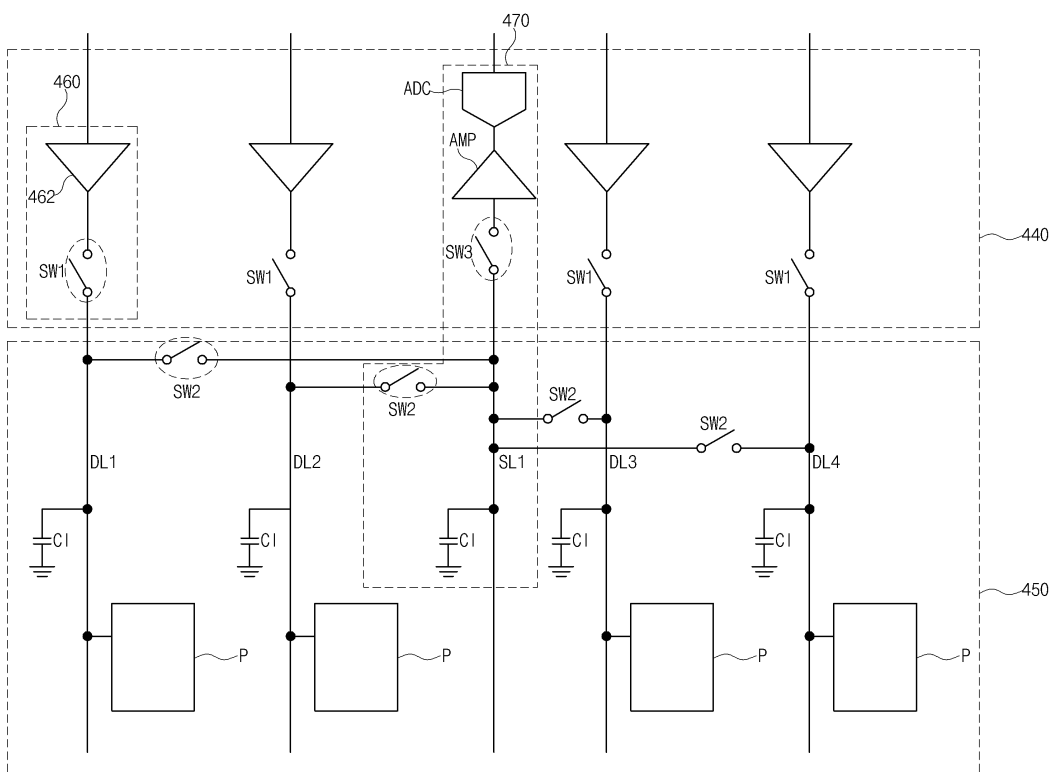 470
460
ADC
AMP
462
440
SW1
SW1
SW3
SW1
SW1
SW2
SW2
SW2
SW2
DL1
DL2
SL1
DL3
DL4
CI
CI
CI
CI
CI
450
P
P
P
P